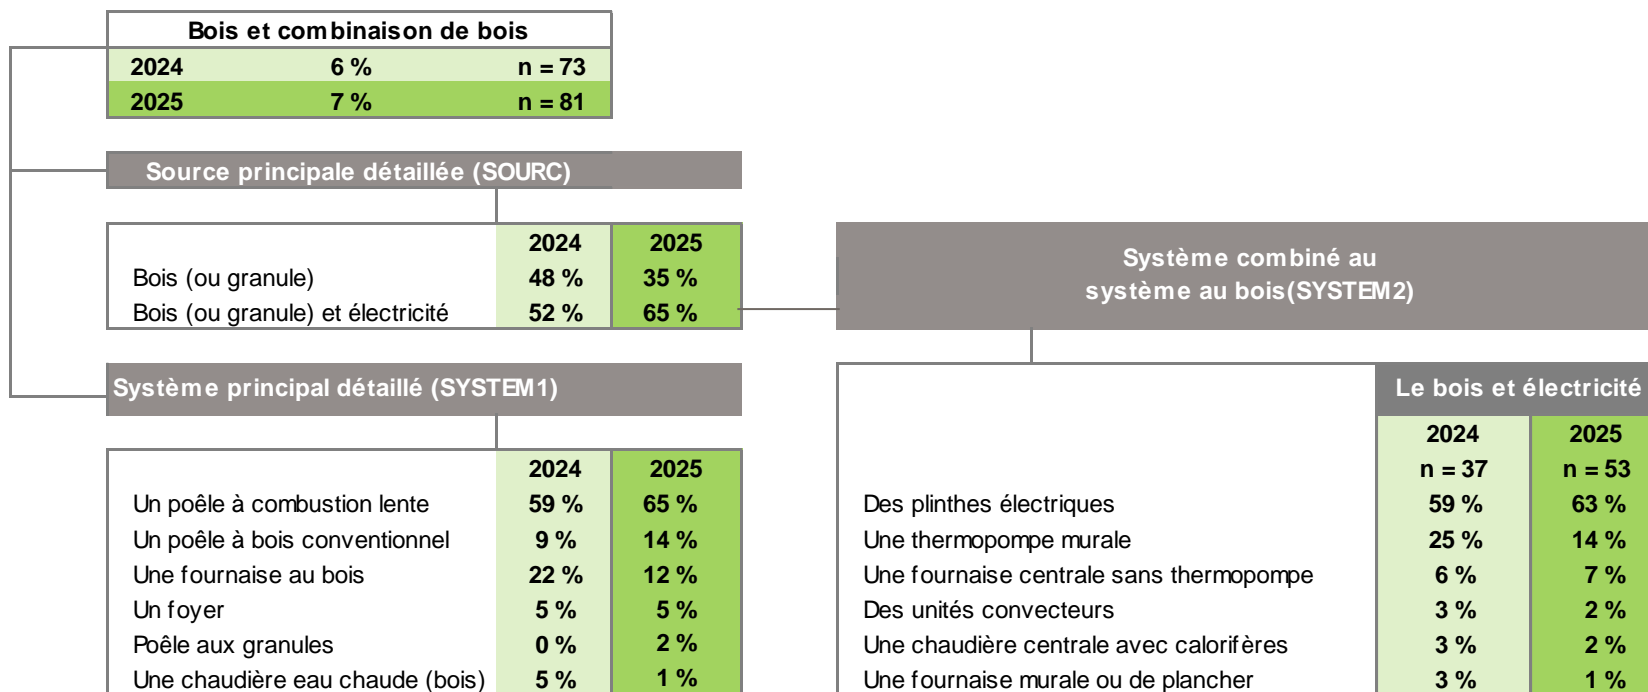 Bois et combinaison de bois
2024 6 % n = 73
2025 7 % n = 81
Source principale détaillée (SOURC)
2024 2025
Bois (ou granule) 48 % 35 %
Bois (ou granule) et électricité 52 % 65 %
Système principal détaillé (SYSTEM1)
2024 2025
Un poêle à combustion lente 59 % 65 %
Un poêle à bois conventionnel 9 % 14 %
Une fournaise au bois 22 % 12 %
Un foyer 5 % 5 %
Poêle aux granules 0 % 2 %
Une chaudière eau chaude (bois) 5 % 1 %
Système combiné au
système au bois(SYSTEM2)
Le bois et électricité
2024 2025
n = 37 n = 53
Des plinthes électriques 59 % 63 %
Une thermopompe murale 25 % 14 %
Une fournaise centrale sans thermopompe 6 % 7 %
Des unités convecteurs 3 % 2 %
Une chaudière centrale avec calorifères 3 % 2 %
Une fournaise murale ou de plancher 3 % 1 %